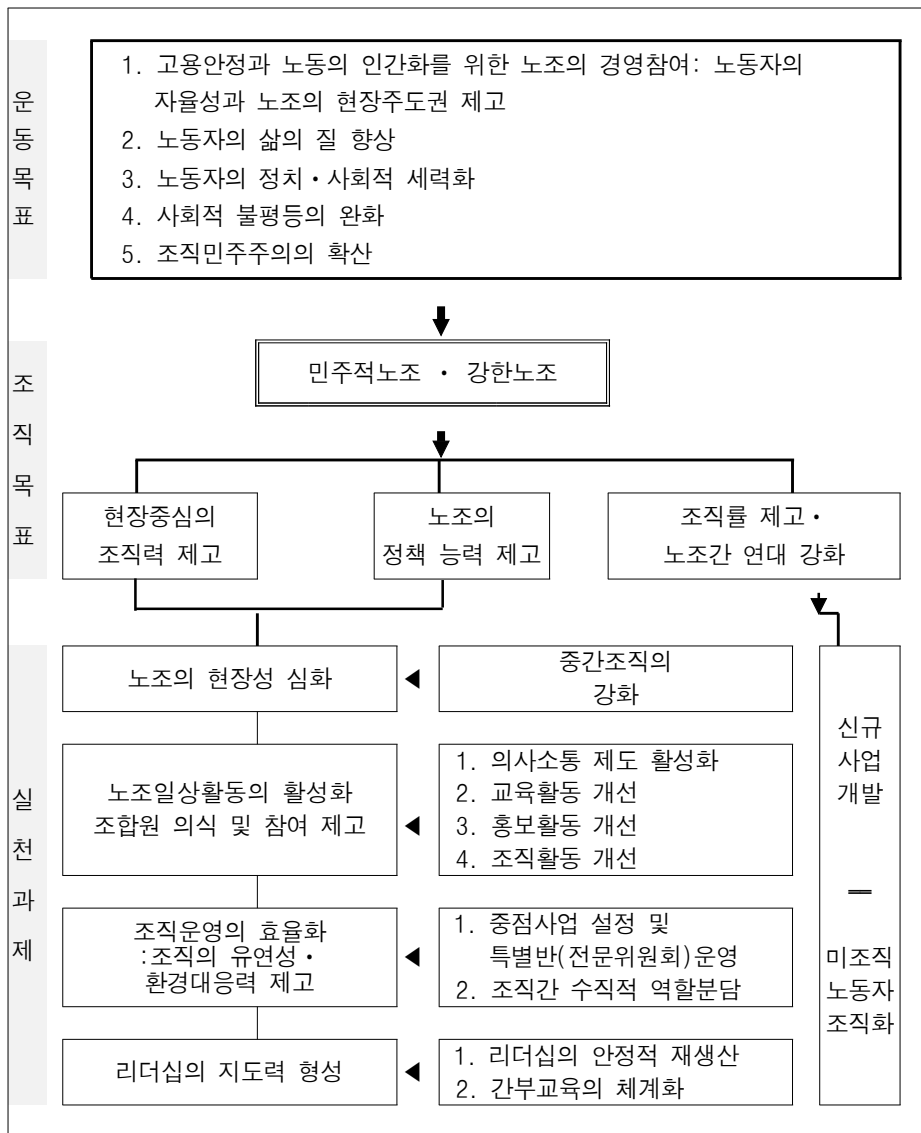 운동목표
1. 고용안정과 노동의 인간화를 위한 노조의 경영참여: 노동자의
자율성과 노조의 현장주도권 제고
2. 노동자의 삶의 질 향상
3. 노동자의 정치・사회적 세력화
4. 사회적 불평등의 완화
5. 조직민주주의의 확산
조직목표
민주적노조 ・ 강한노조
현장중심의
조직력 제고
노조의
정책 능력 제고
조직률 제고・
노조간 연대 강화
실천과제
노조의 현장성 심화
중간조직의
강화
노조일상활동의 활성화
조합원 의식 및 참여 제고
1. 의사소통 제도 활성화
2. 교육활동 개선
3. 홍보활동 개선
4. 조직활동 개선
조직운영의 효율화
:조직의 유연성・
환경대응력 제고
1. 중점사업 설정 및
특별반(전문위원회)운영
2. 조직간 수직적 역할분담
리더십의 지도력 형성
1. 리더십의 안정적 재생산
2. 간부교육의 체계화
신규
사업
개발
미조직
노동자
조직화